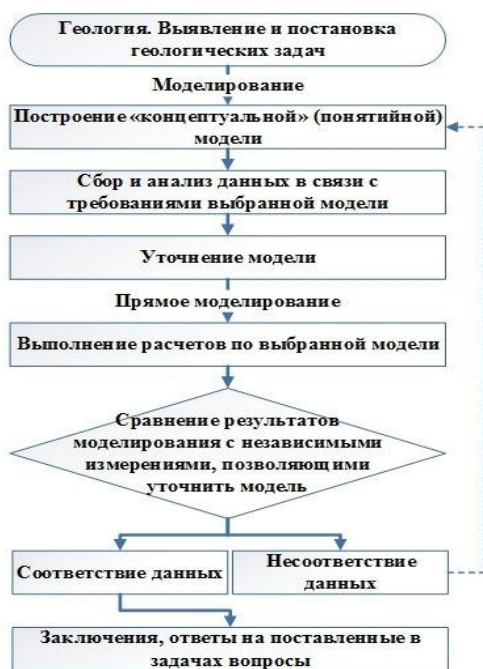 Геология. Выявление и постановка
геологических задач
Моделирование
Построение «концептуальной» (понятийной)
модели
Сбор и анализ данных в связи с
требованиями выбранной модели
Уточнение модели
Прямое моделирование
Выполнение расчетов по выбранной модели
Сравнение результатов
моделирования с независимыми
измерениями, позволяющими
уточнить модель
Соответствие данных
Несоответствие
данных
Заключения, ответы на поставленные в
задачах вопросы